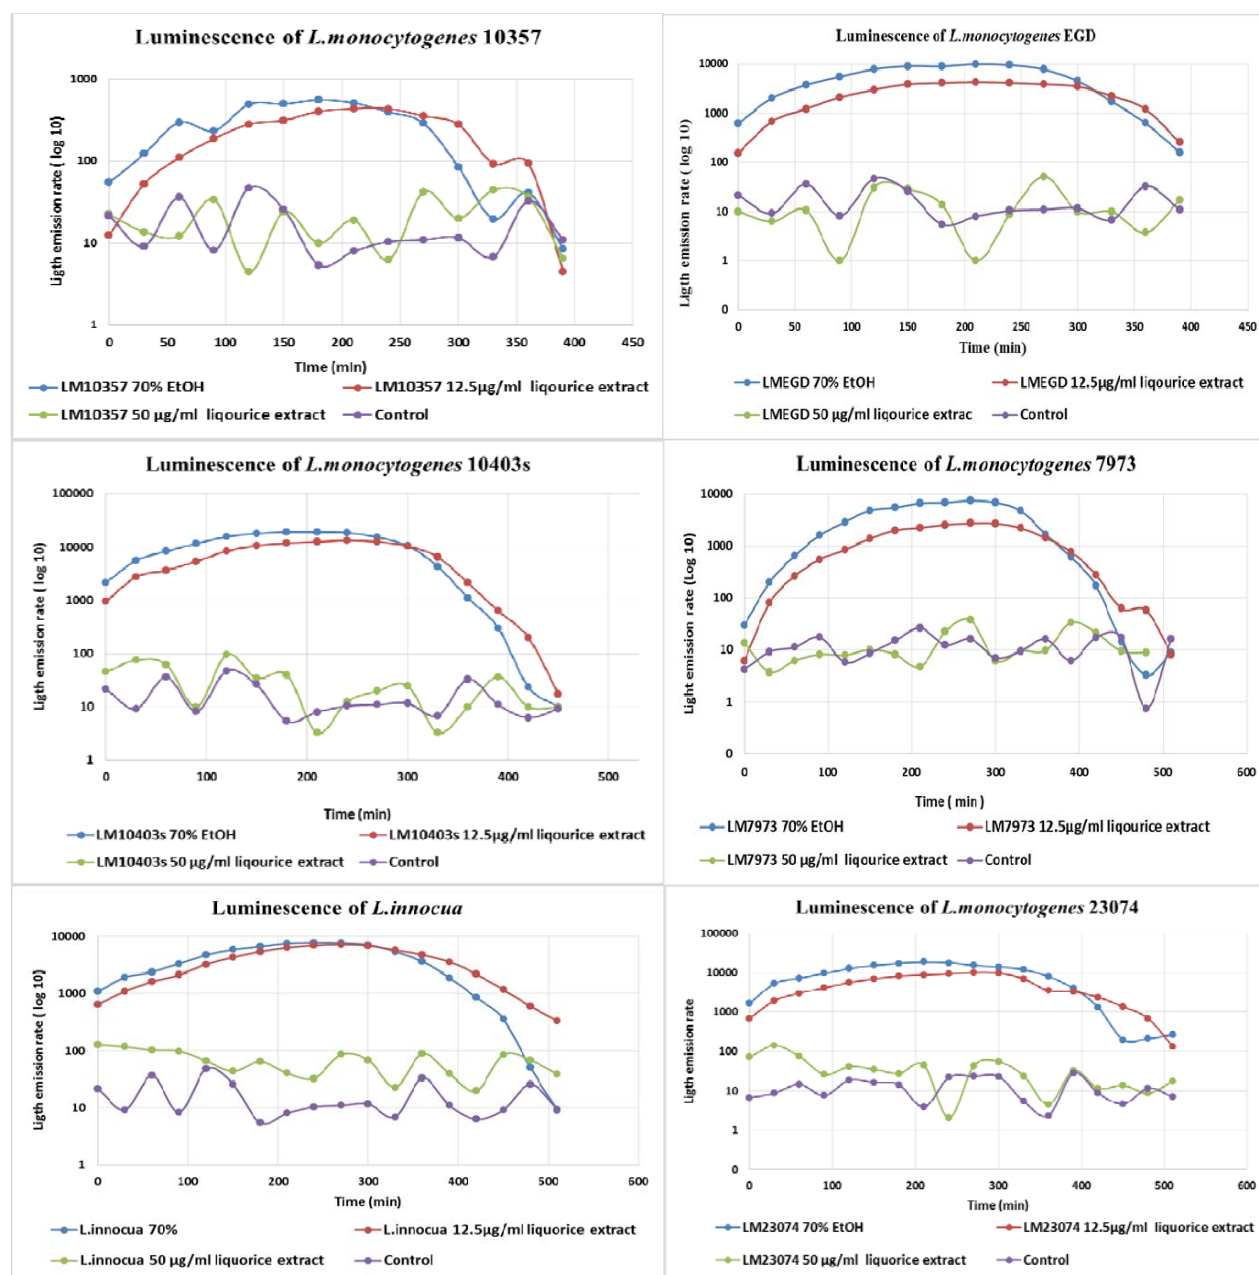 Luminescence of L.monocytogenes 10357
Ligth emission rate ( log 10)
1000
100
10
1
0 50 100 150 200 250 300 350 400 450
Time (min)
LM10357 70% EtOH
LM10357 12.5µg/ml liqourice extract
LM10357 50 µg/ml liqourice extract
Control
Luminescence of L.monocytogenes EGD
Ligth emission rate ( log 10)
10000
1000
100
10
1
0
0 50 100 150 200 250 300 350 400 450
Time (min)
LMEGD 70% EtOH
LMEGD 12.5µg/ml liqourice extract
LMEGD 50 µg/ml liqourice extrac
Control
Luminescence of L.monocytogenes 10403s
Ligth emission rate ( log 10)
100000
10000
1000
100
10
1
0 100 200 300 400 500
Time (min)
LM10403s 70% EtOH
LM10403s 12.5µg/ml liqourice extract
LM10403s 50 µg/ml liqourice extract
Control
Luminescence of L.monocytogenes 7973
Light emission rate ( Log 10)
10000
1000
100
10
1
0
0 100 200 300 400 500 600
Time ( min )
LM7973 70% EtOH
LM7973 12.5µg/ml liqourice extract
LM7973 50 µg/ml liqourice extract
Control
Luminescence of L.innocua
Ligth emission rate ( log 10)
10000
1000
100
10
1
0 100 200 300 400 500 600
Time (min)
L.innocua 70%
L.innocua 12.5µg/ml liquorice extract
L.innocua 50 µg/ml liquorice extract
Control
Luminescence of L.monocytogenes 23074
Ligth emission rate
100000
10000
1000
100
10
1
0
0 100 200 300 400 500 600
Time (min)
LM23074 70% EtOH
LM23074 12.5µg/ml liqourice extract
LM23074 50 µg/ml liqourice extract
Control